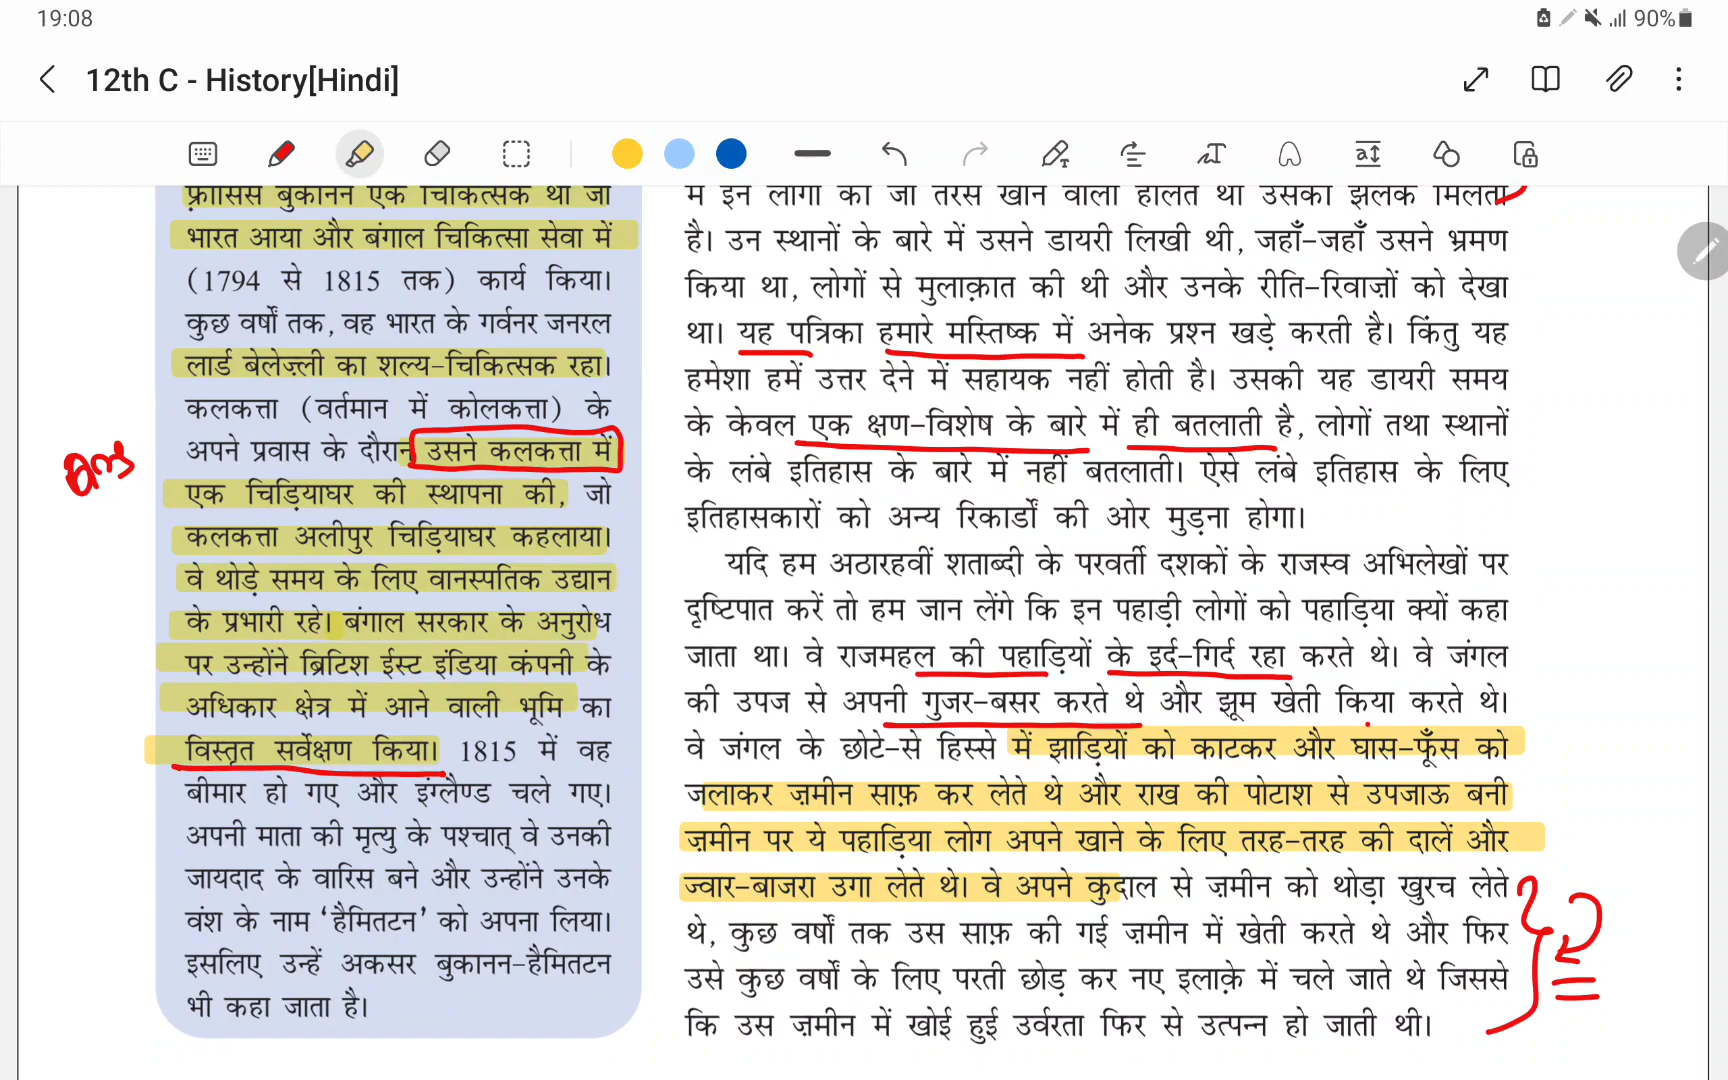 19:08
90%
12th C - History[Hindi]
फ़्रांसिस बुकानन एक चिकित्सक था जो
भारत आया और बंगाल चिकित्सा सेवा में
(1794 से 1815 तक) कार्य किया।
कुछ वर्षों तक, वह भारत के गर्वनर जनरल
लार्ड वेलेज़्ली का शल्य-चिकित्सक रहा।
कलकत्ता (वर्तमान में कोलकत्ता) के
अपने प्रवास के दौरान उसने कलकत्ता में
एक चिड़ियाघर की स्थापना की, जो
कलकत्ता अलीपुर चिड़ियाघर कहलाया।
वे थोड़े समय के लिए वानस्पतिक उद्यान
के प्रभारी रहे। बंगाल सरकार के अनुरोध
पर उन्होंने ब्रिटिश ईस्ट इंडिया कंपनी के
अधिकार क्षेत्र में आने वाली भूमि का
विस्तृत सर्वेक्षण किया। 1815 में वह
बीमार हो गए और इंग्लैण्ड चले गए।
अपनी माता की मृत्यु के पश्चात् वे उनकी
जायदाद के वारिस बने और उन्होंने उनके
वंश के नाम ‘हैमितटन’ को अपना लिया।
इसलिए उन्हें अकसर बुकानन-हैमितटन
भी कहा जाता है।
Ans
में इन लोगों की जो तरस खाने वाली हालत थी उसकी झलक मिलती
है। उन स्थानों के बारे में उसने डायरी लिखी थी, जहाँ-जहाँ उसने भ्रमण
किया था, लोगों से मुलाक़ात की थी और उनके रीति-रिवाज़ों को देखा
था। यह पत्रिका हमारे मस्तिष्क में अनेक प्रश्न खड़े करती है। किंतु यह
हमेशा हमें उत्तर देने में सहायक नहीं होती है। उसकी यह डायरी समय
के केवल एक क्षण-विशेष के बारे में ही बतलाती है, लोगों तथा स्थानों
के लंबे इतिहास के बारे में नहीं बतलाती। ऐसे लंबे इतिहास के लिए
इतिहासकारों को अन्य रिकार्डों की ओर मुड़ना होगा।
यदि हम अठारहवीं शताब्दी के परवर्ती दशकों के राजस्व अभिलेखों पर
दृष्टिपात करें तो हम जान लेंगे कि इन पहाड़ी लोगों को पहाड़िया क्यों कहा
जाता था। वे राजमहल की पहाड़ियों के इर्द-गिर्द रहा करते थे। वे जंगल
की उपज से अपनी गुजर-बसर करते थे और झूम खेती किया करते थे।
वे जंगल के छोटे-से हिस्से में झाड़ियों को काटकर और घास-फूँस को
जलाकर ज़मीन साफ़ कर लेते थे और राख की पोटाश से उपजाऊ बनी
ज़मीन पर ये पहाड़िया लोग अपने खाने के लिए तरह-तरह की दालें और
ज्वार-बाजरा उगा लेते थे। वे अपने कुदाल से ज़मीन को थोड़ा खुरच लेते
थे, कुछ वर्षों तक उस साफ़ की गई ज़मीन में खेती करते थे और फिर
उसे कुछ वर्षों के लिए परती छोड़ कर नए इलाक़े में चले जाते थे जिससे
कि उस ज़मीन में खोई हुई उर्वरता फिर से उत्पन्न हो जाती थी।